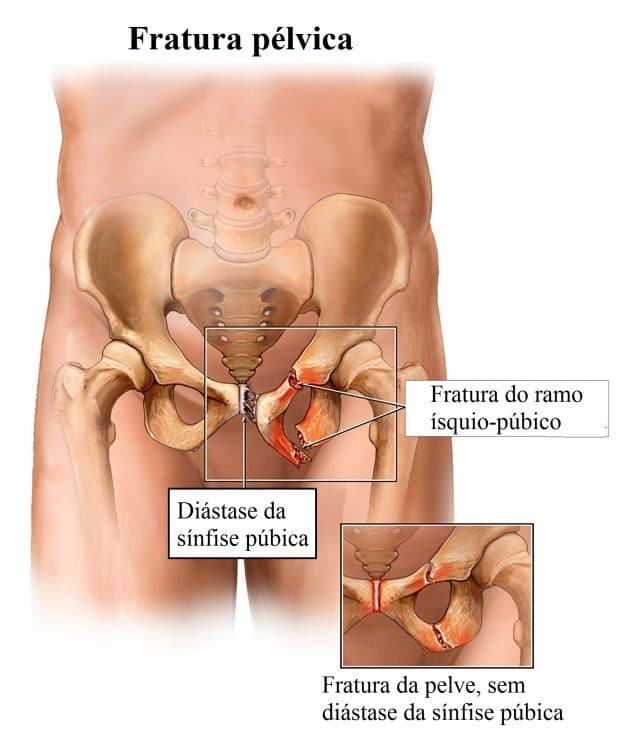 Fratura pélvica
Fratura do ramo
ísquio-púbico
Diástase da
sínfise púbica
Fratura da pelve, sem
diástase da sínfise púbica